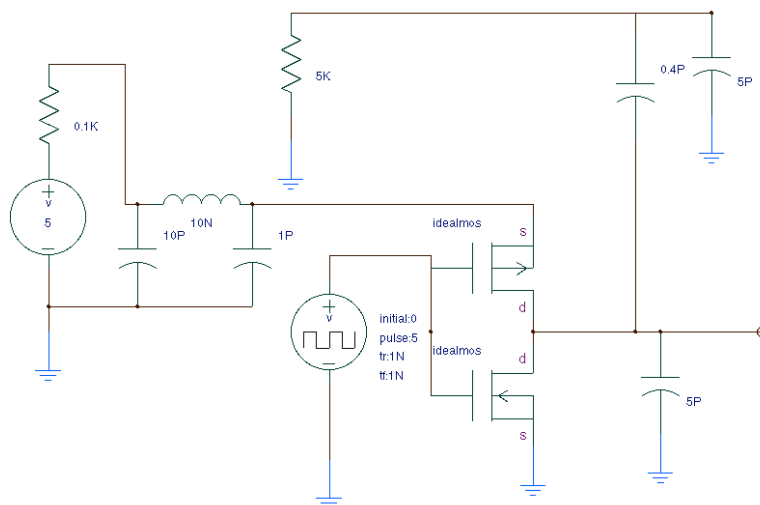 5K
0.4P
5P
0.1K
+
v
5
10N
10P
1P
idealmos
s
d
+
v
initial:0
pulse:5
tr:1N
tf:1N
idealmos
d
s
5P